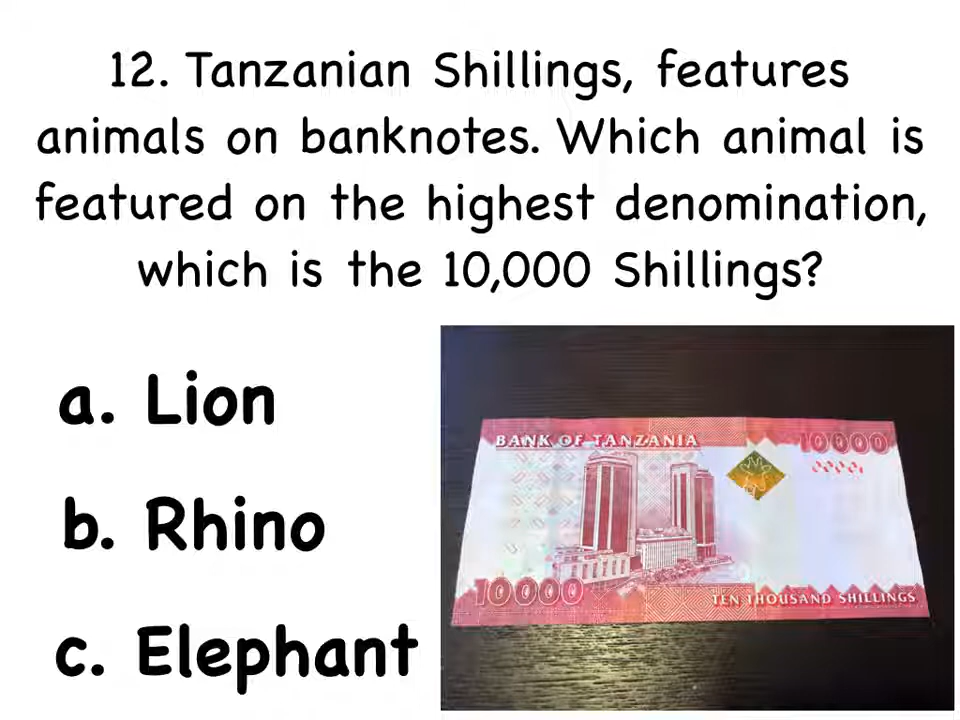 12. Tanzanian Shillings, features
animals on banknotes. Which animal is
featured on the highest denomination,
which is the 10,000 Shillings?
a. Lion
b. Rhino
c. Elephant
BANK OF TANZANIA
10000
10000
TEN THOUSAND SHILLINGS